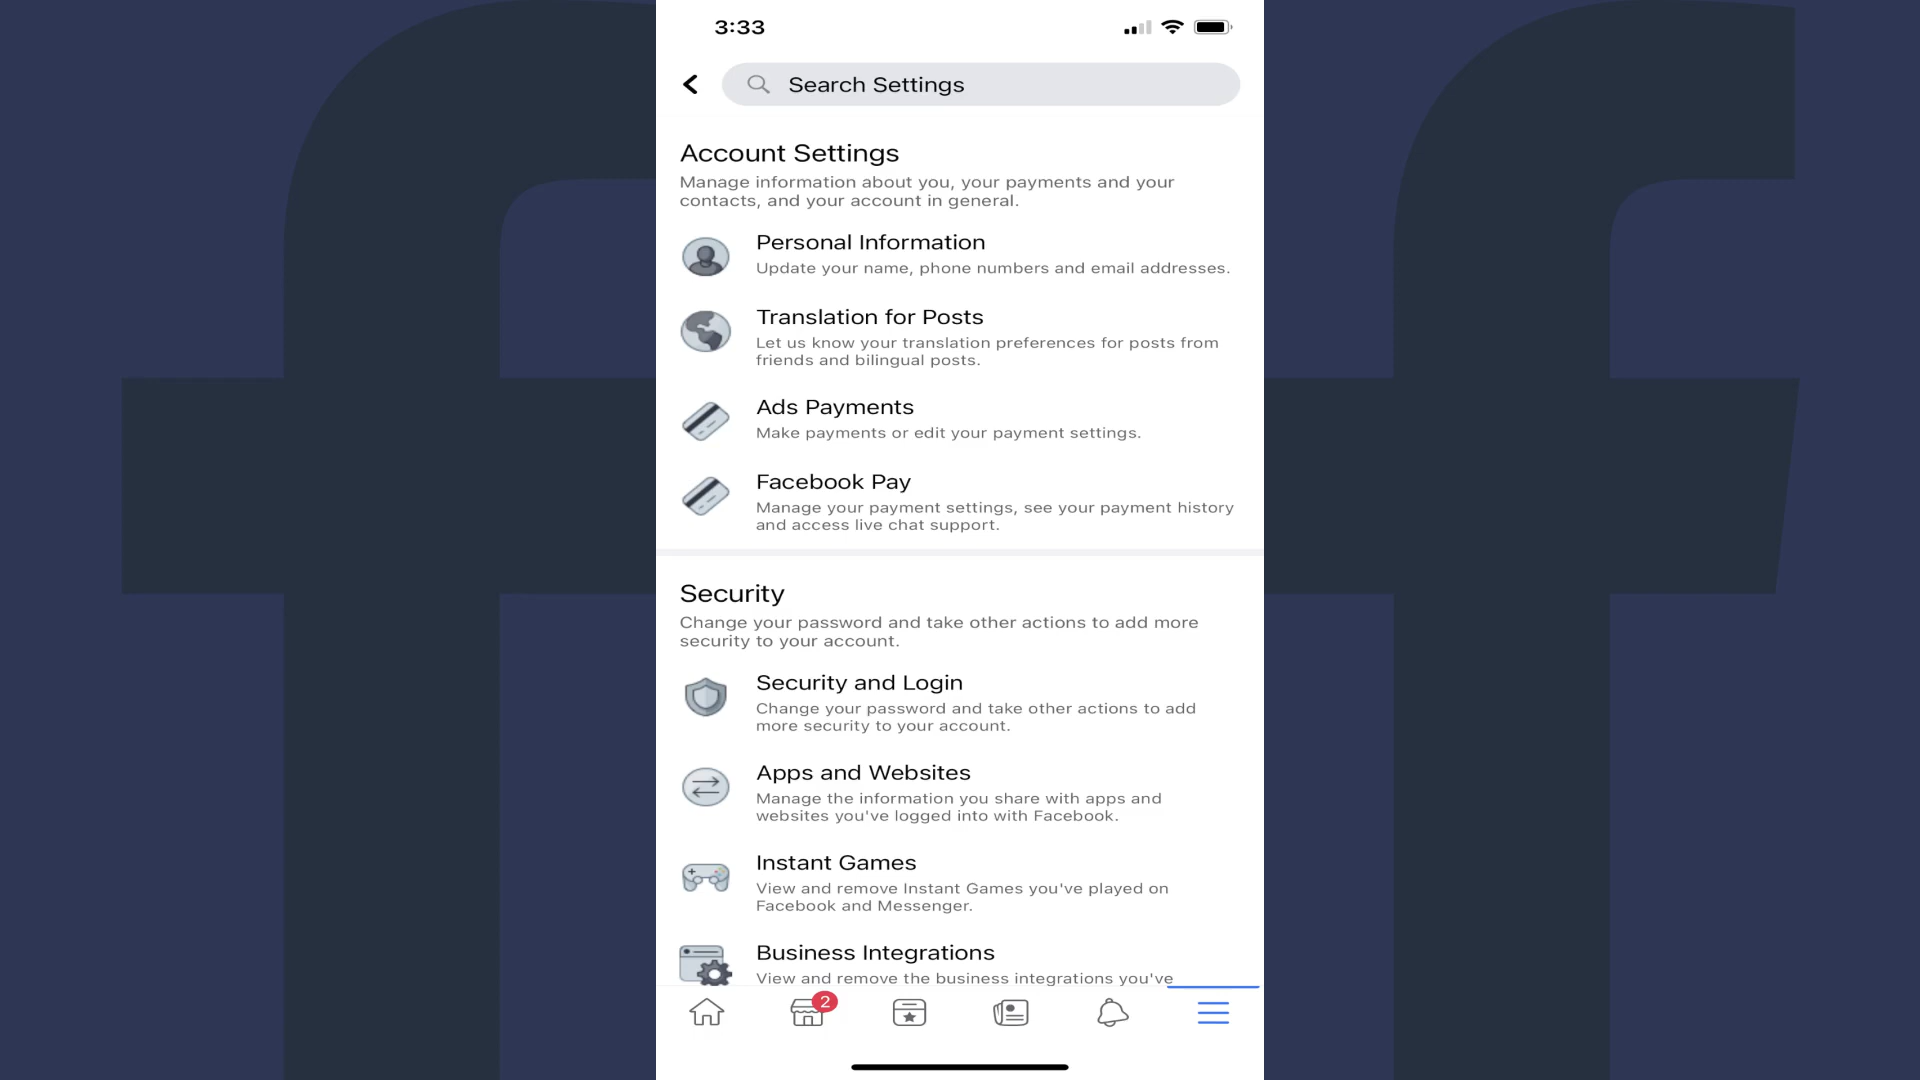 3:33
Search Settings
Account Settings
Manage information about you, your payments and your
contacts, and your account in general.
Personal Information
Update your name, phone numbers and email addresses.
Translation for Posts
Let us know your translation preferences for posts from
friends and bilingual posts.
Ads Payments
Make payments or edit your payment settings.
Facebook Pay
Manage your payment settings, see your payment history
and access live chat support.
Security
Change your password and take other actions to add more
security to your account.
Security and Login
Change your password and take other actions to add
more security to your account.
Apps and Websites
Manage the information you share with apps and
websites you've logged into with Facebook.
Instant Games
View and remove Instant Games you've played on
Facebook and Messenger.
Business Integrations
View and remove the business integrations you've
2